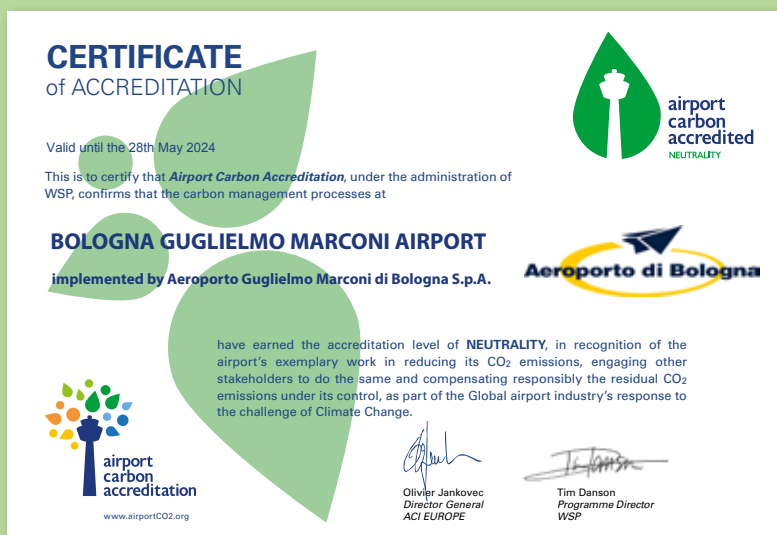 CERTIFICATE
of ACCREDITATION
airport
carbon
accredited
NEUTRALITY
Valid until the 28th May 2024
This is to certify that Airport Carbon Accreditation, under the administration of
WSP, confirms that the carbon management processes at
BOLOGNA GUGLIELMO MARCONI AIRPORT
implemented by Aeroporto Guglielmo Marconi di Bologna S.p.A.
Aeroporto di Bologna
have earned the accreditation level of NEUTRALITY, in recognition of the
airport's exemplary work in reducing its CO₂ emissions, engaging other
stakeholders to do the same and compensating responsibly the residual CO₂
emissions under its control, as part of the Global airport industry's response to
the challenge of Climate Change.
airport
carbon
accreditation
www.airportCO2.org
Olivier Jankovec
Director General
ACI EUROPE
Tim Danson
Programme Director
WSP